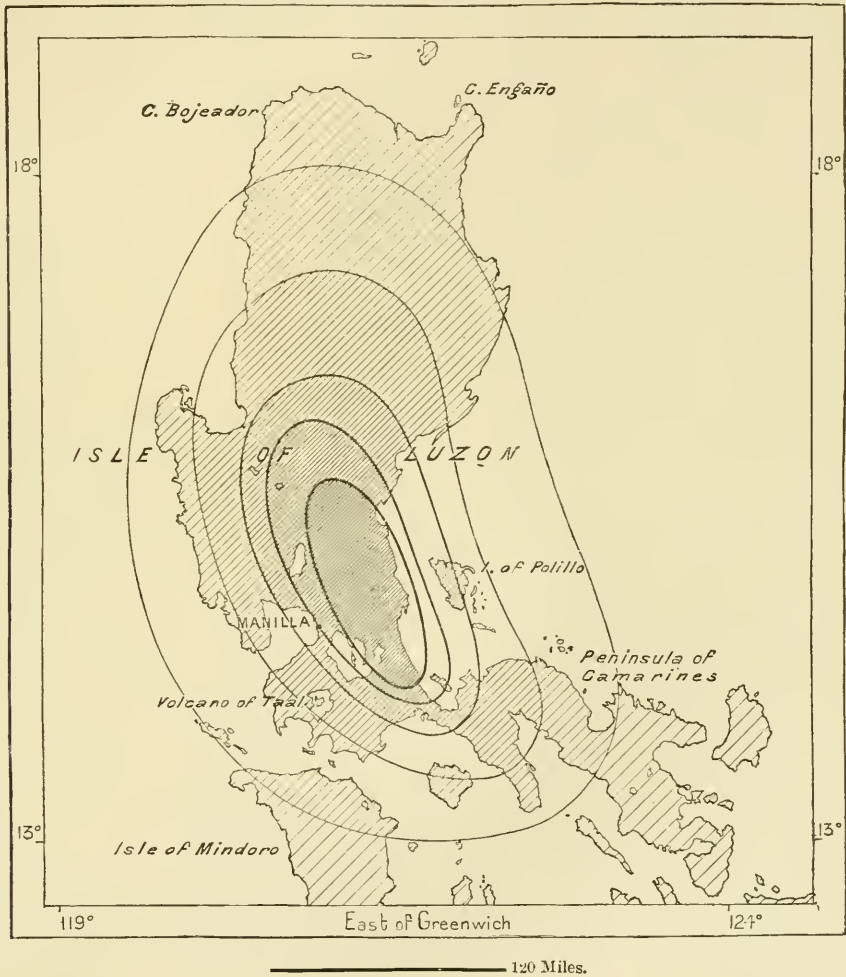 C. Bojeador
C. Engaño
18°
18°
ISLE OF LUZON
I. of Polillo
MANILLA
Peninsula of
Camarines
Volcano of Taal
13°
13°
Isle of Mindoro
119°
East of Greenwich
124°
120 Miles.